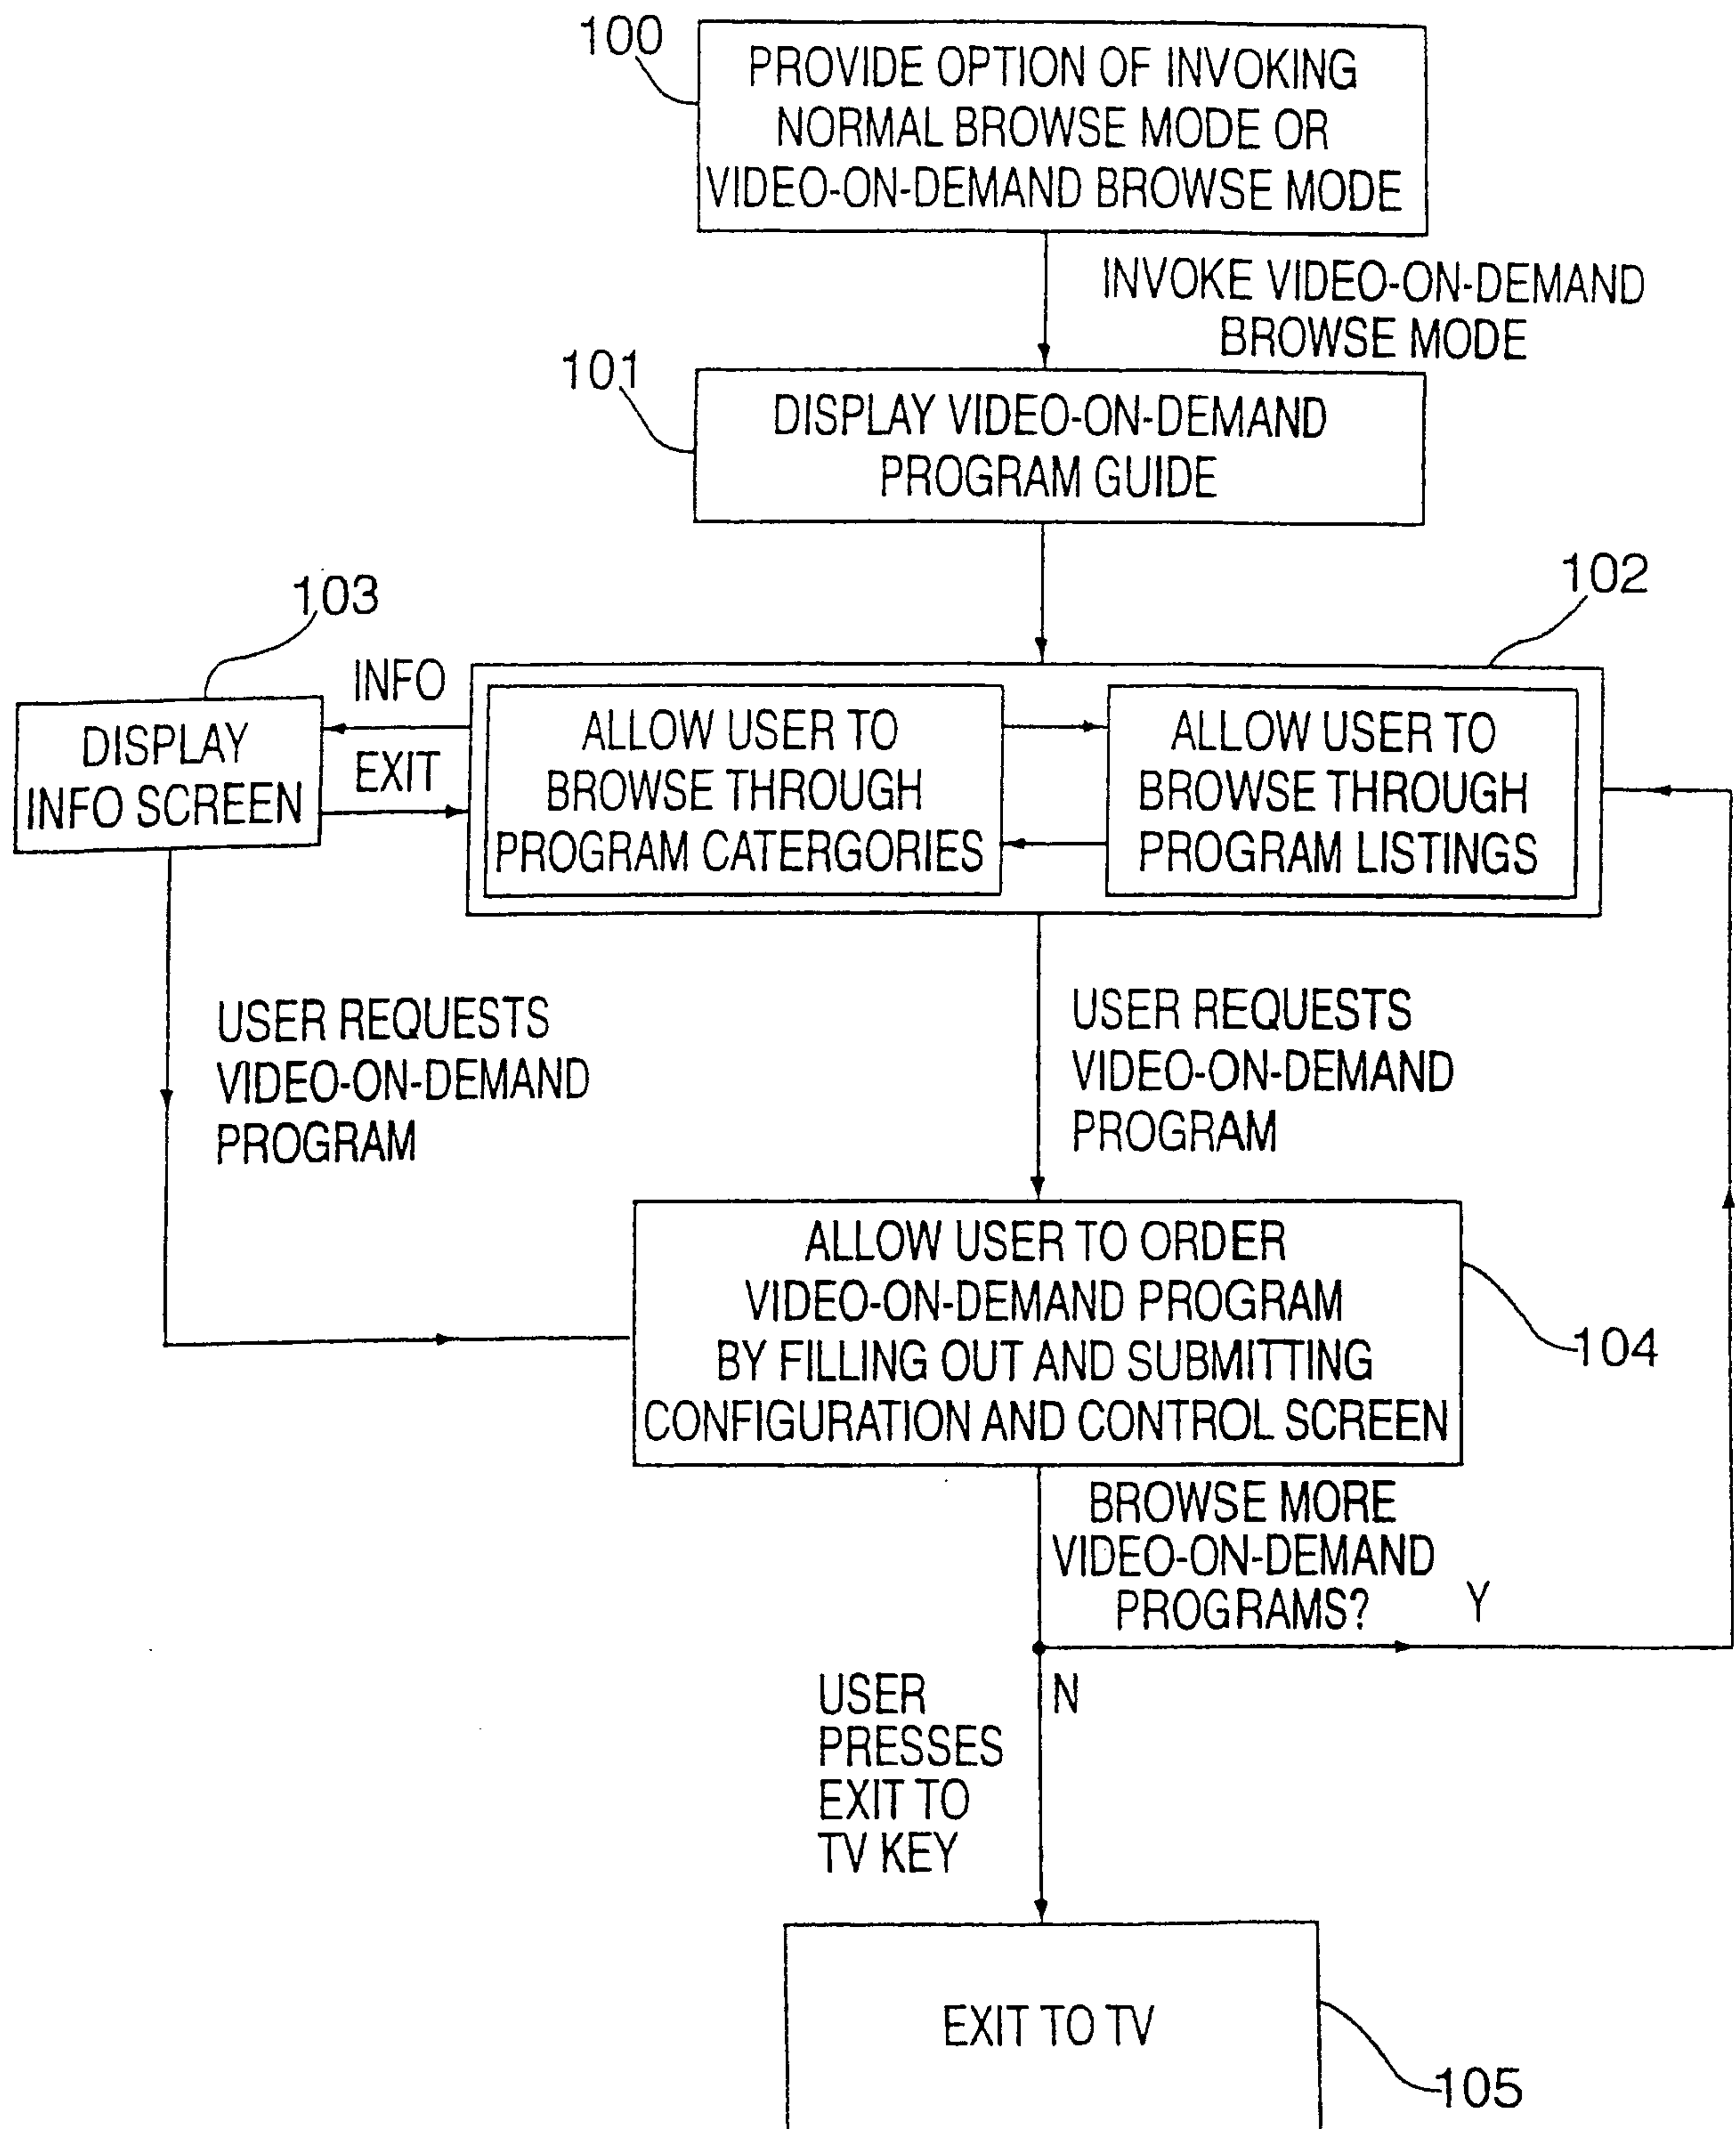 100
PROVIDE OPTION OF INVOKING
NORMAL BROWSE MODE OR
VIDEO-ON-DEMAND BROWSE MODE
INVOKE VIDEO-ON-DEMAND
BROWSE MODE
101
DISPLAY VIDEO-ON-DEMAND
PROGRAM GUIDE
102
103
INFO
EXIT
DISPLAY
INFO SCREEN
ALLOW USER TO
BROWSE THROUGH
PROGRAM CATERGORIES
ALLOW USER TO
BROWSE THROUGH
PROGRAM LISTINGS
USER REQUESTS
VIDEO-ON-DEMAND
PROGRAM
USER REQUESTS
VIDEO-ON-DEMAND
PROGRAM
ALLOW USER TO ORDER
VIDEO-ON-DEMAND PROGRAM
BY FILLING OUT AND SUBMITTING
CONFIGURATION AND CONTROL SCREEN
104
BROWSE MORE
VIDEO-ON-DEMAND
PROGRAMS?
Y
N
USER
PRESSES
EXIT TO
TV KEY
EXIT TO TV
105